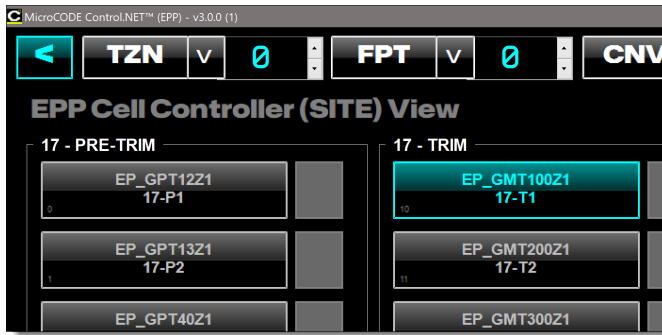 C MicroCODE Control.NET™ (EPP) - v3.0.0 (1)
< TZN V 0 FPT V 0 CNV
EPP Cell Controller (SITE) View
17 - PRE-TRIM
EP_GPT12Z1
17-P1
0
EP_GPT13Z1
17-P2
1
EP_GPT40Z1
17 - TRIM
EP_GMT100Z1
17-T1
10
EP_GMT200Z1
17-T2
11
EP_GMT300Z1